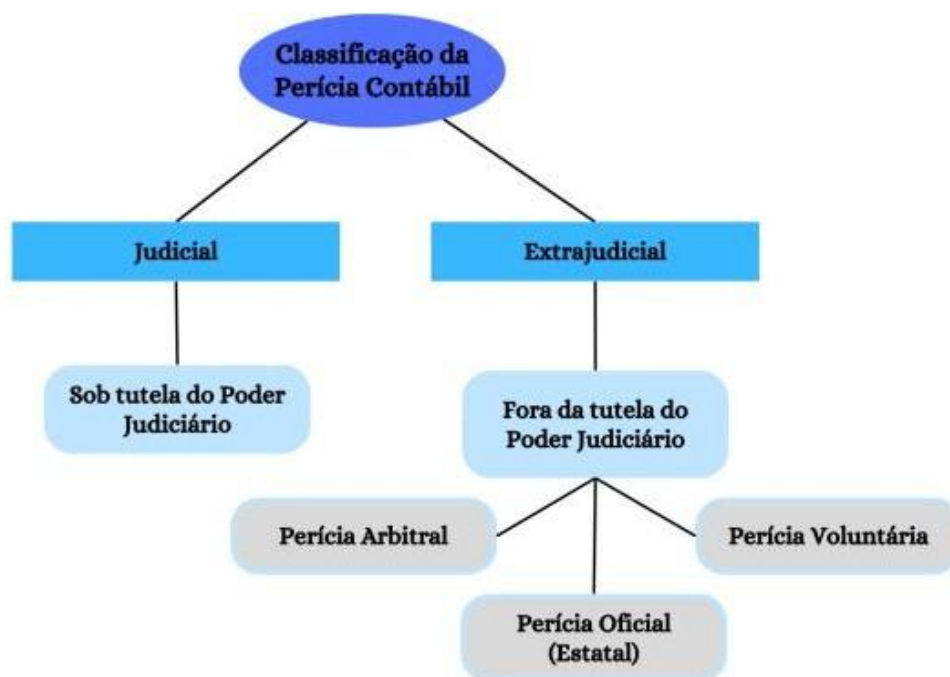 Classificação da
Perícia Contábil
Judicial
Extrajudicial
Sob tutela do Poder
Judiciário
Fora da tutela do
Poder Judiciário
Perícia Arbitral
Perícia Voluntária
Perícia Oficial
(Estatal)